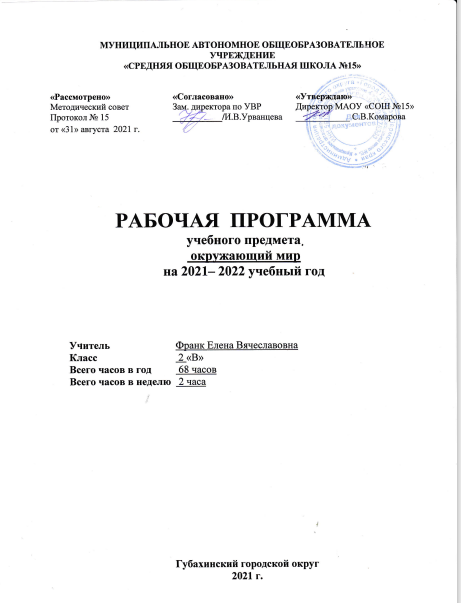 МУНИЦИПАЛЬНОЕ АВТОНОМНОЕ ОБЩЕОБРАЗОВАТЕЛЬНОЕ
УЧРЕЖДЕНИЕ
«СРЕДНЯЯ ОБЩЕОБРАЗОВАТЕЛЬНАЯ ШКОЛА №15»
«Рассмотрено» «Согласовано» «Утверждаю»
Методический совет Зам. директора по УВР Директор МАОУ «СОШ №15»
Протокол № 15 ___________/И.В.Урванцева ____________С.В.Комарова
от «31» августа 2021 г.
РАБОЧАЯ ПРОГРАММА
учебного предмета
окружающий мир
на 2021– 2022 учебный год
Учитель Франк Елена Вячеславовна
Класс 2 «В»
Всего часов в год 68 часов
Всего часов в неделю 2 часа
Губахинский городской округ
2021 г.